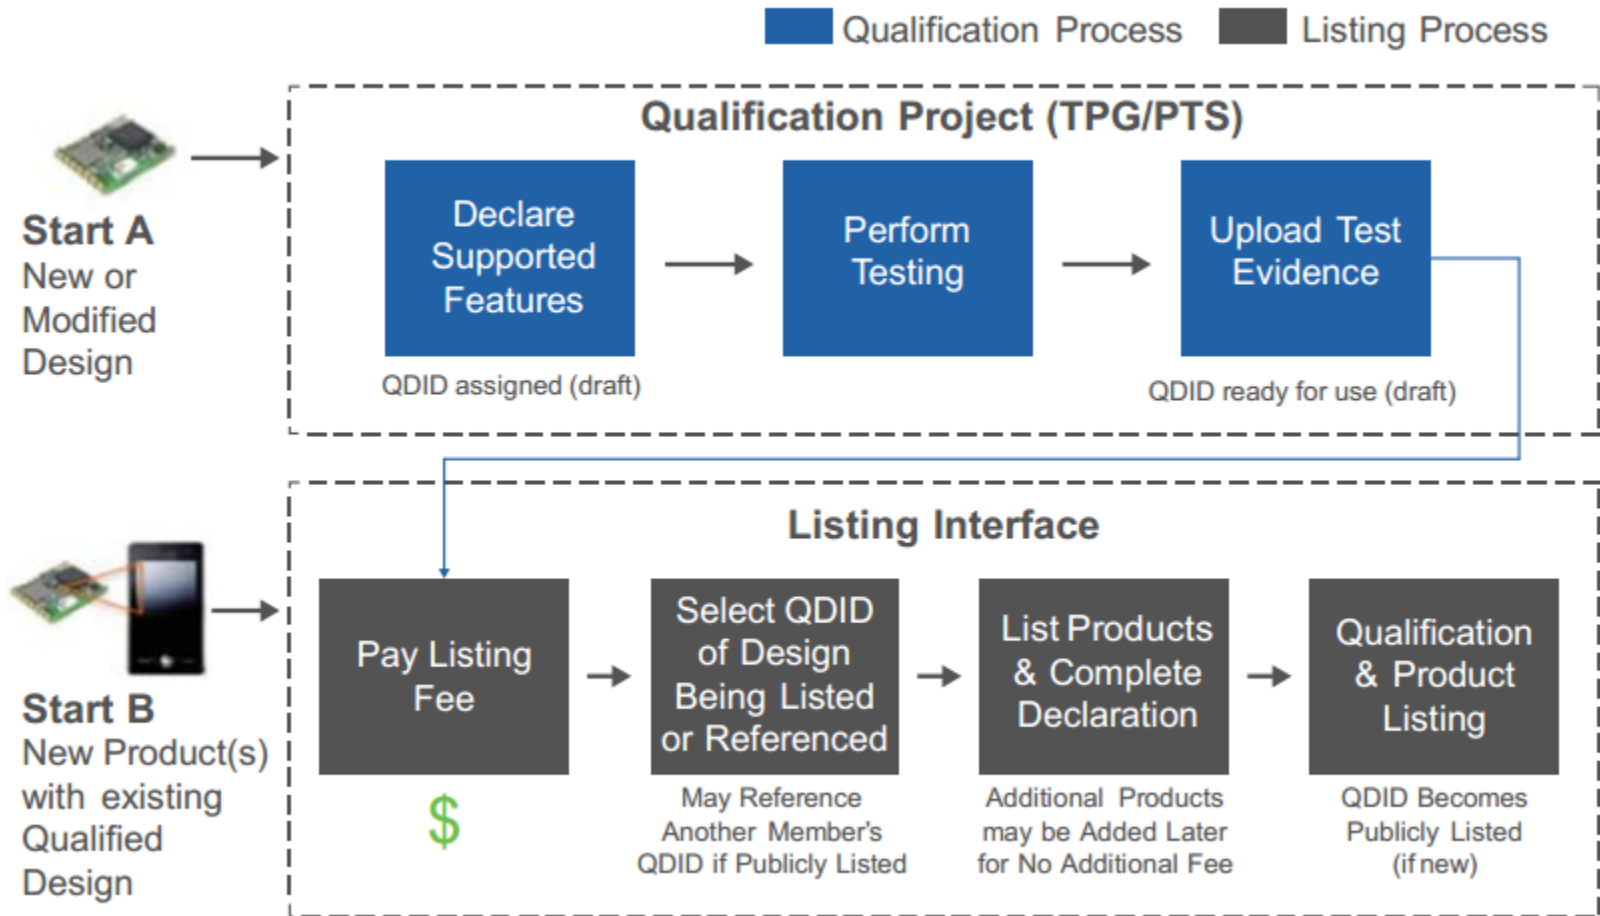 Qualification Process
Listing Process
Qualification Project (TPG/PTS)
Start A
New or
Modified
Design
Declare
Supported
Features
QDID assigned (draft)
Perform
Testing
Upload Test
Evidence
QDID ready for use (draft)
Listing Interface
Start B
New Product(s)
with existing
Qualified
Design
Pay Listing
Fee
$
Select QDID
of Design
Being Listed
or Referenced
May Reference
Another Member's
QDID if Publicly Listed
List Products
& Complete
Declaration
Additional Products
may be Added Later
for No Additional Fee
Qualification
& Product
Listing
QDID Becomes
Publicly Listed
(if new)